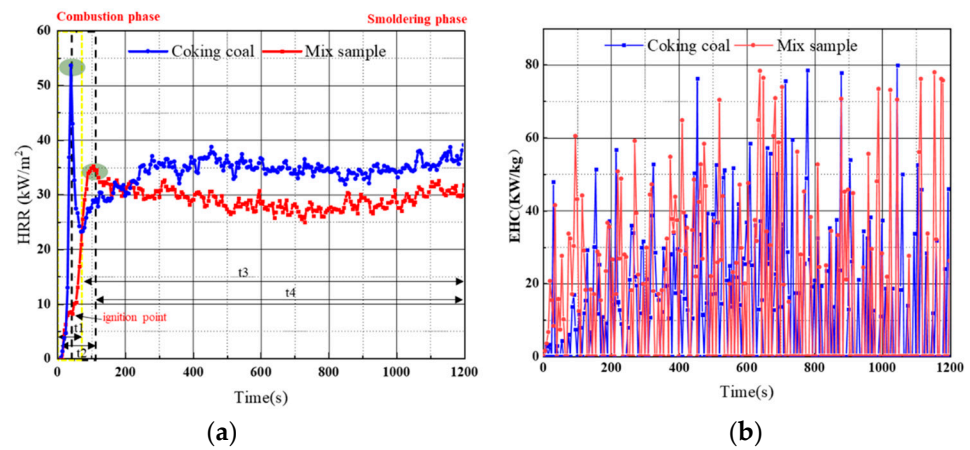 Combustion phase Smoldering phase
60
50
40
30
20
10
0
HRR (kW/m²)
Coking coal Mix sample
t3
t4
ignition point
t1
t2
0 200 400 600 800 1000 1200
Time(s)
(a)
80
60
40
20
0
EHC(KW/kg)
Coking coal Mix sample
0 200 400 600 800 1000 1200
Time(s)
(b)